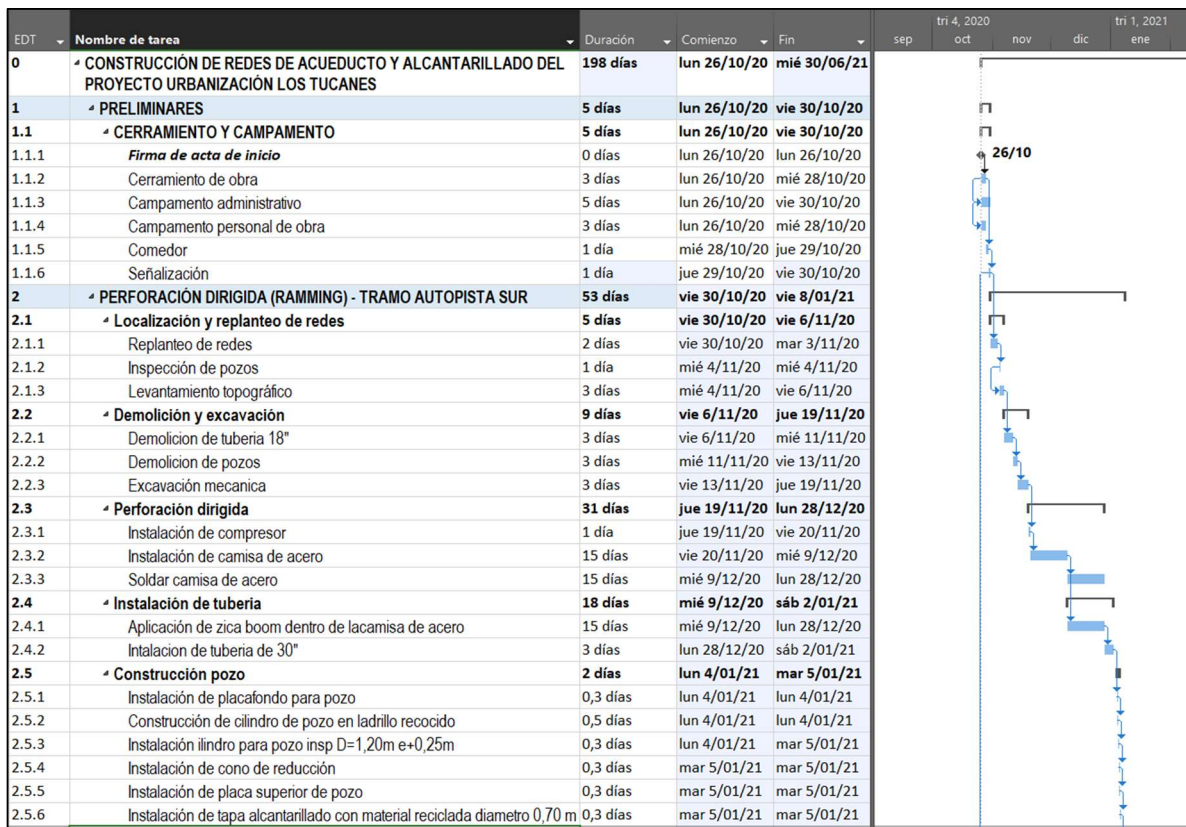 tri 4, 2020 tri 1, 2021
EDT Nombre de tarea Duración Comienzo Fin sep oct nov dic ene
0 CONSTRUCCIÓN DE REDES DE ACUEDUCTO Y ALCANTARILLADO DEL 198 días lun 26/10/20 mié 30/06/21
PROYECTO URBANIZACIÓN LOS TUCANES
1 PRELIMINARES 5 días lun 26/10/20 vie 30/10/20
1.1 CERRAMIENTO Y CAMPAMENTO 5 días lun 26/10/20 vie 30/10/20
1.1.1 Firma de acta de inicio 0 días lun 26/10/20 lun 26/10/20 26/10
1.1.2 Cerramiento de obra 3 días lun 26/10/20 mié 28/10/20
1.1.3 Campamento administrativo 5 días lun 26/10/20 vie 30/10/20
1.1.4 Campamento personal de obra 3 días lun 26/10/20 mié 28/10/20
1.1.5 Comedor 1 día mié 28/10/20 jue 29/10/20
1.1.6 Señalización 1 día jue 29/10/20 vie 30/10/20
2 PERFORACIÓN DIRIGIDA (RAMMING) - TRAMO AUTOPISTA SUR 53 días vie 30/10/20 vie 8/01/21
2.1 Localización y replanteo de redes 5 días vie 30/10/20 vie 6/11/20
2.1.1 Replanteo de redes 2 días vie 30/10/20 mar 3/11/20
2.1.2 Inspección de pozos 1 día mié 4/11/20 mié 4/11/20
2.1.3 Levantamiento topográfico 3 días mié 4/11/20 vie 6/11/20
2.2 Demolición y excavación 9 días vie 6/11/20 jue 19/11/20
2.2.1 Demolicion de tuberia 18" 3 días vie 6/11/20 mié 11/11/20
2.2.2 Demolicion de pozos 3 días mié 11/11/20 vie 13/11/20
2.2.3 Excavación mecanica 3 días vie 13/11/20 jue 19/11/20
2.3 Perforación dirigida 31 días jue 19/11/20 lun 28/12/20
2.3.1 Instalación de compresor 1 día jue 19/11/20 vie 20/11/20
2.3.2 Instalación de camisa de acero 15 días vie 20/11/20 mié 9/12/20
2.3.3 Soldar camisa de acero 15 días mié 9/12/20 lun 28/12/20
2.4 Instalación de tuberia 18 días mié 9/12/20 sáb 2/01/21
2.4.1 Aplicación de zica boom dentro de lacamisa de acero 15 días mié 9/12/20 lun 28/12/20
2.4.2 Intalacion de tuberia de 30" 3 días lun 28/12/20 sáb 2/01/21
2.5 Construcción pozo 2 días lun 4/01/21 mar 5/01/21
2.5.1 Instalación de placafondo para pozo 0,3 días lun 4/01/21 lun 4/01/21
2.5.2 Construcción de cilindro de pozo en ladrillo recocido 0,5 días lun 4/01/21 lun 4/01/21
2.5.3 Instalación ilindro para pozo insp D=1,20m e+0,25m 0,3 días lun 4/01/21 mar 5/01/21
2.5.4 Instalación de cono de reducción 0,3 días mar 5/01/21 mar 5/01/21
2.5.5 Instalación de placa superior de pozo 0,3 días mar 5/01/21 mar 5/01/21
2.5.6 Instalación de tapa alcantarillado con material reciclada diametro 0,70 m 0,3 días mar 5/01/21 mar 5/01/21